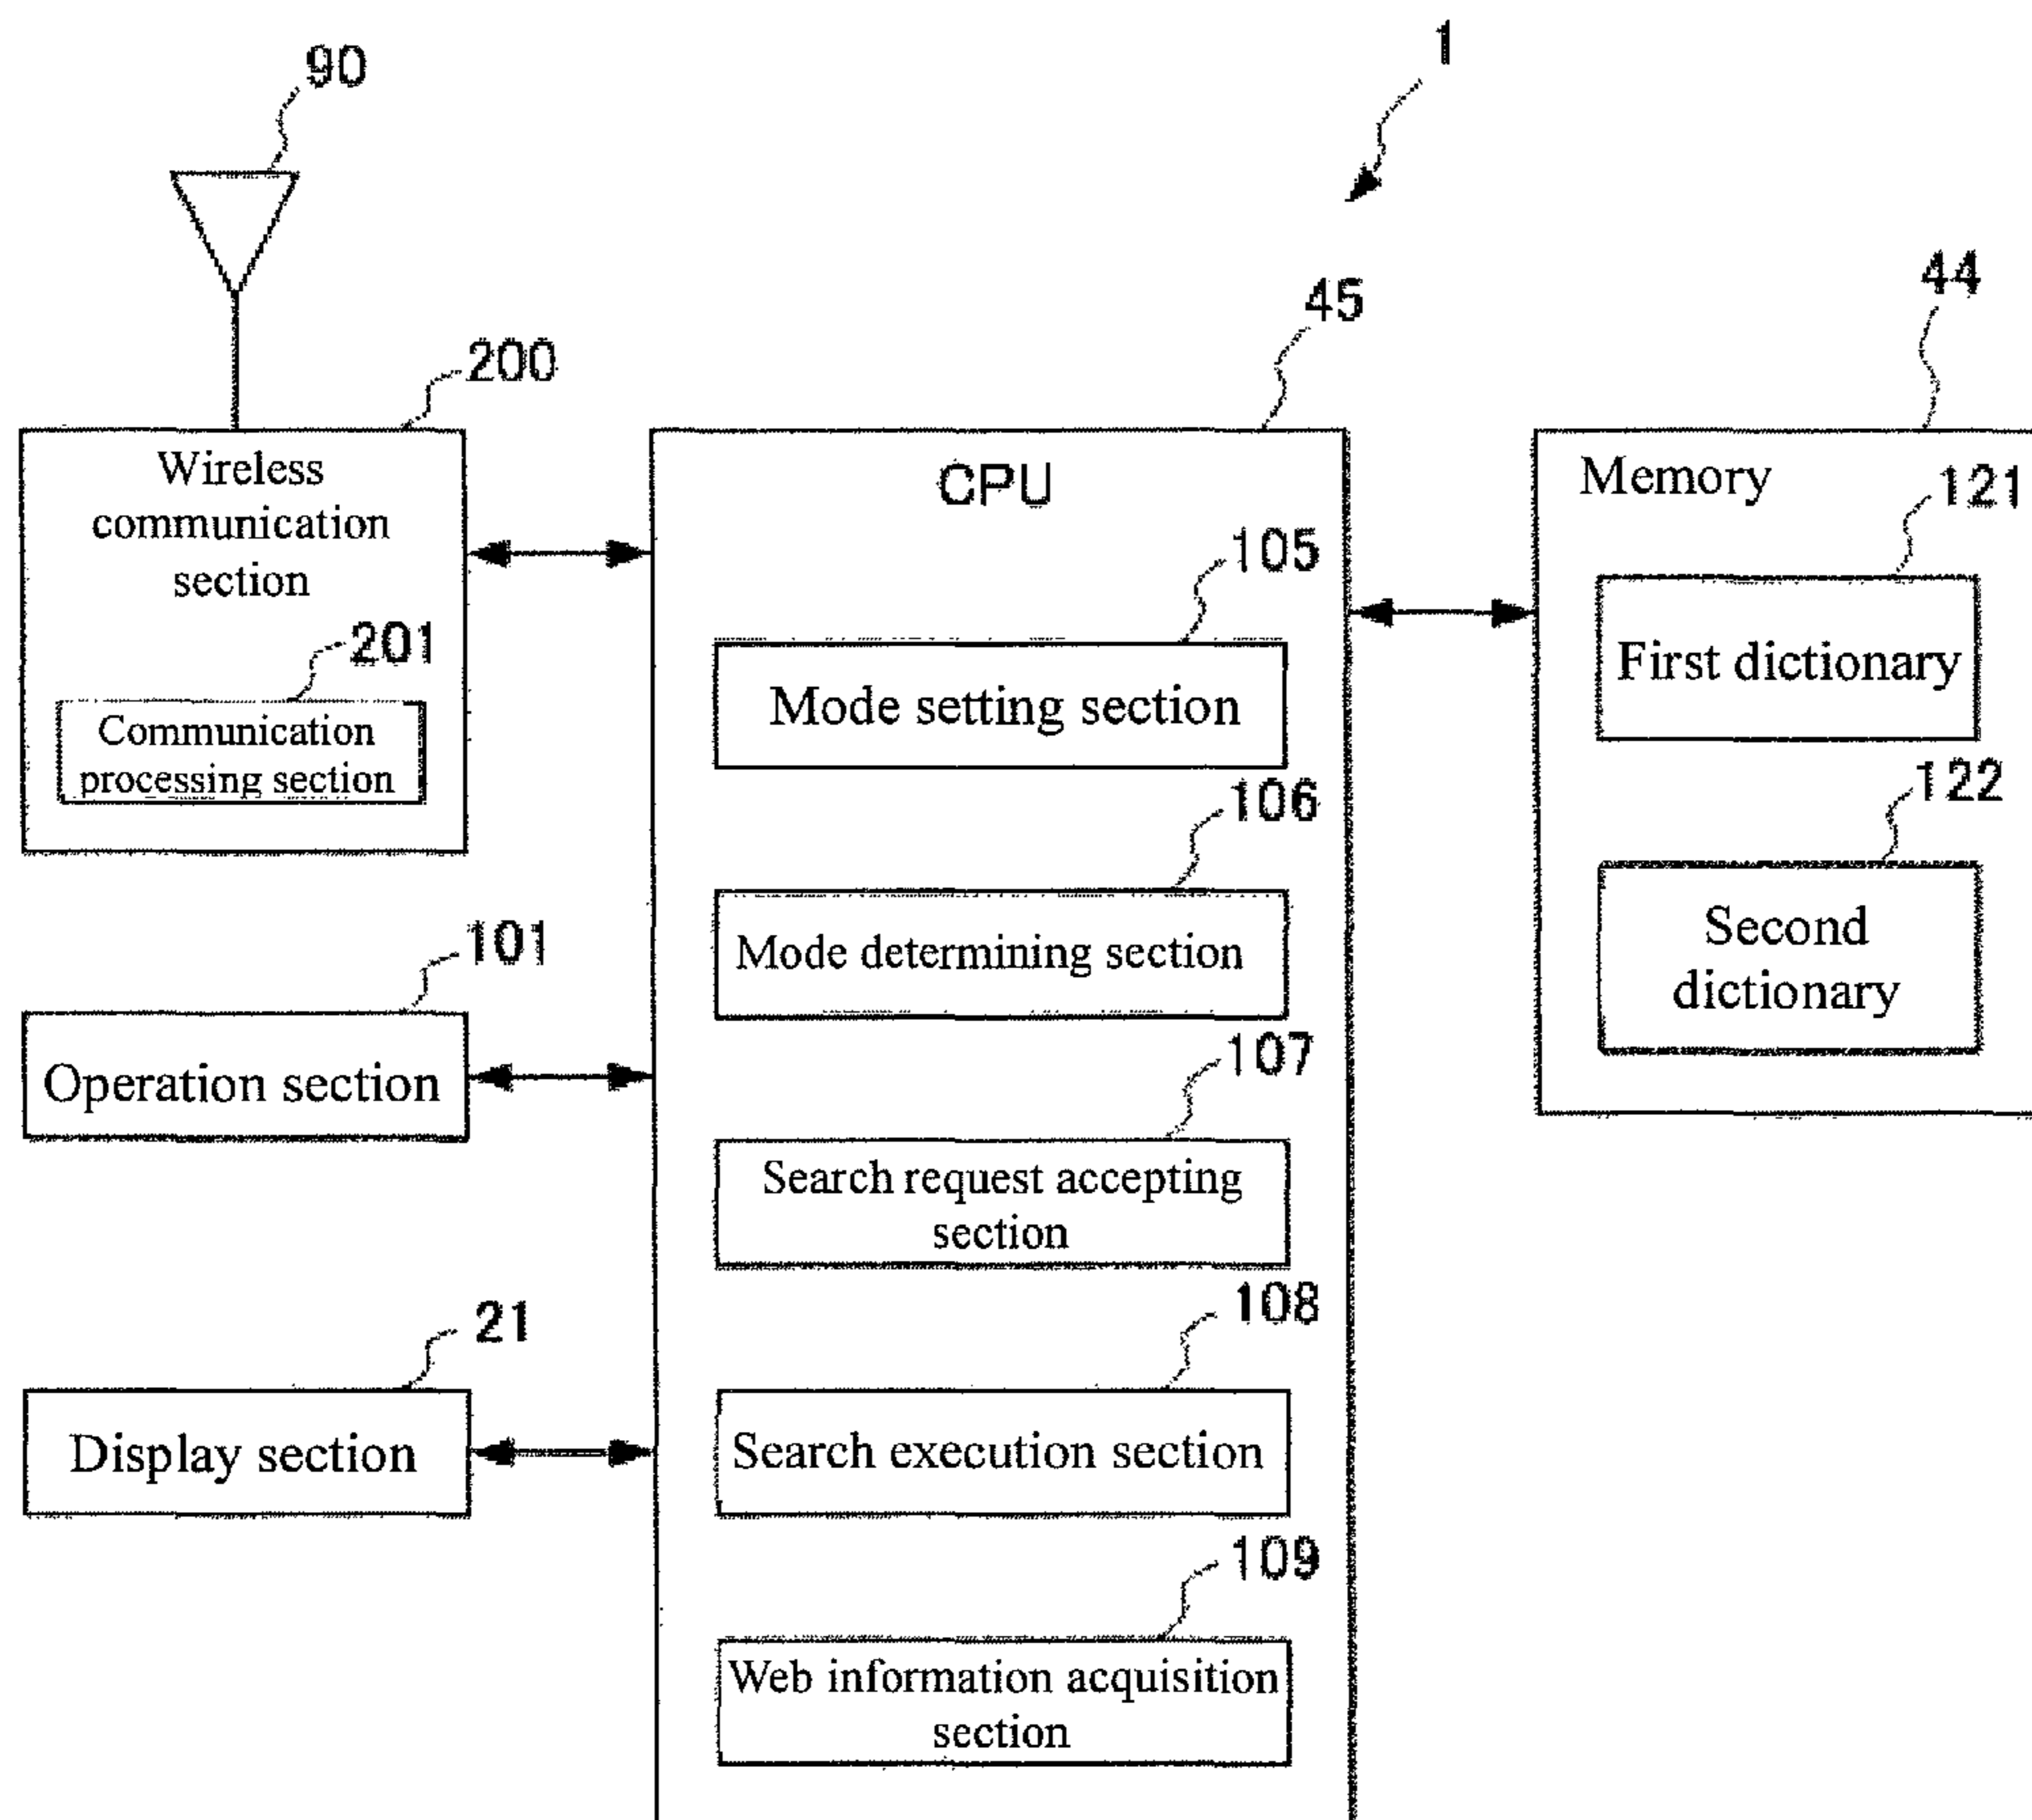 1
90
200
Wireless
communication
section
201
Communication
processing section
101
Operation section
21
Display section
45
CPU
105
Mode setting section
106
Mode determining section
107
Search request accepting
section
108
Search execution section
109
Web information acquisition
section
44
Memory
121
First dictionary
122
Second
dictionary